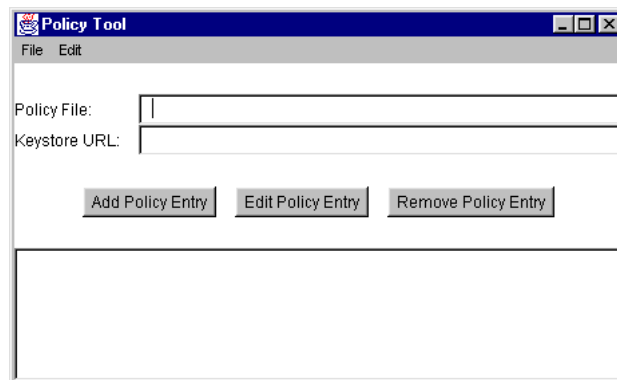 Policy Tool
File Edit
Policy File:
Keystore URL:
Add Policy Entry Edit Policy Entry Remove Policy Entry